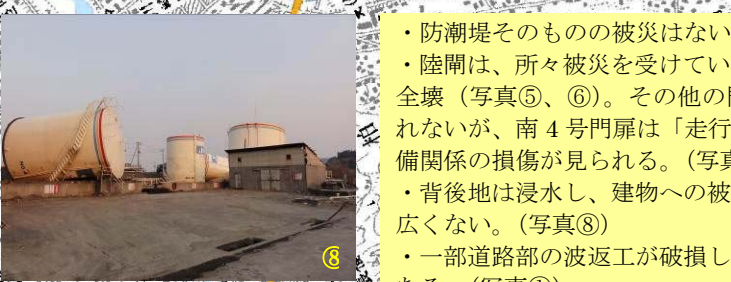 ・防潮堤そのものの被災はない
・陸閘は、所々被災を受けてい
全壊（写真⑤、⑥）。その他の
れないが、南4号門扉は「走行
備関係の損傷が見られる。（写
・背後地は浸水し、建物への被
広くない。（写真⑧）
・一部道路部の波返工が破損し
⑧